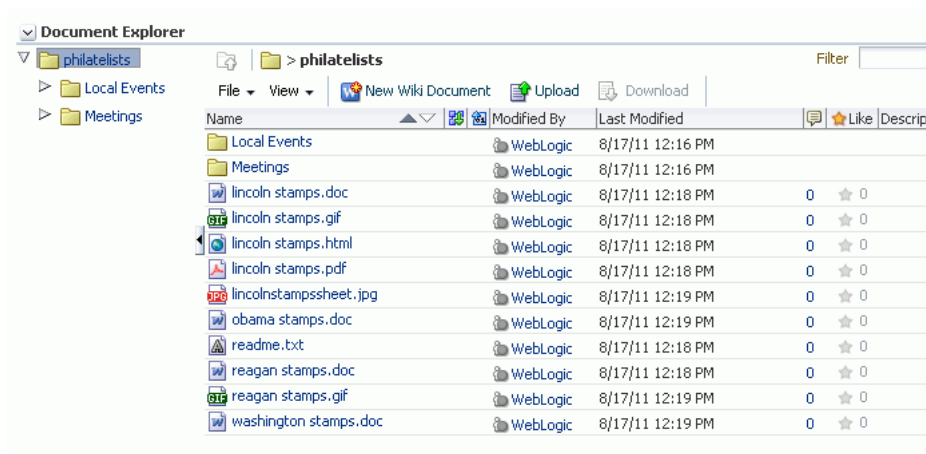 Document Explorer
philatelists
Local Events
Meetings
> philatelists
Filter
File View New Wiki Document Upload Download
Name Modified By Last Modified Like Descrip
Local Events WebLogic 8/17/11 12:16 PM
Meetings WebLogic 8/17/11 12:16 PM
lincoln stamps.doc WebLogic 8/17/11 12:18 PM 0 0
GIF lincoln stamps.gif WebLogic 8/17/11 12:18 PM 0 0
lincoln stamps.html WebLogic 8/17/11 12:18 PM 0 0
lincoln stamps.pdf WebLogic 8/17/11 12:18 PM 0 0
JPG lincolnstampssheet.jpg WebLogic 8/17/11 12:19 PM 0 0
obama stamps.doc WebLogic 8/17/11 12:19 PM 0 0
readme.txt WebLogic 8/17/11 12:18 PM 0 0
reagan stamps.doc WebLogic 8/17/11 12:18 PM 0 0
GIF reagan stamps.gif WebLogic 8/17/11 12:19 PM 0 0
washington stamps.doc WebLogic 8/17/11 12:19 PM 0 0